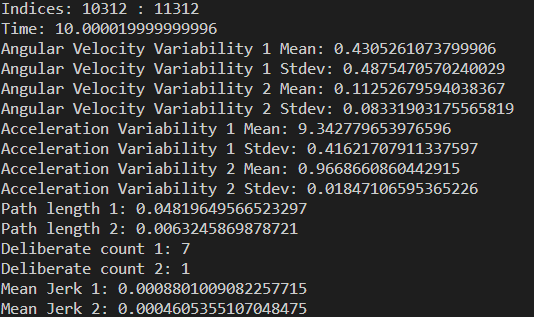 Indices: 10312 : 11312
Time: 10.000019999999996
Angular Velocity Variability 1 Mean: 0.4305261073799906
Angular Velocity Variability 1 Stdev: 0.4875470570240029
Angular Velocity Variability 2 Mean: 0.11252679594038367
Angular Velocity Variability 2 Stdev: 0.08331903175565819
Acceleration Variability 1 Mean: 9.342779653976596
Acceleration Variability 1 Stdev: 0.41621707911337597
Acceleration Variability 2 Mean: 0.9668660860442915
Acceleration Variability 2 Stdev: 0.01847106595365226
Path length 1: 0.04819649566523297
Path length 2: 0.0063245869878721
Deliberate count 1: 7
Deliberate count 2: 1
Mean Jerk 1: 0.0008801009082257715
Mean Jerk 2: 0.0004605355107048475